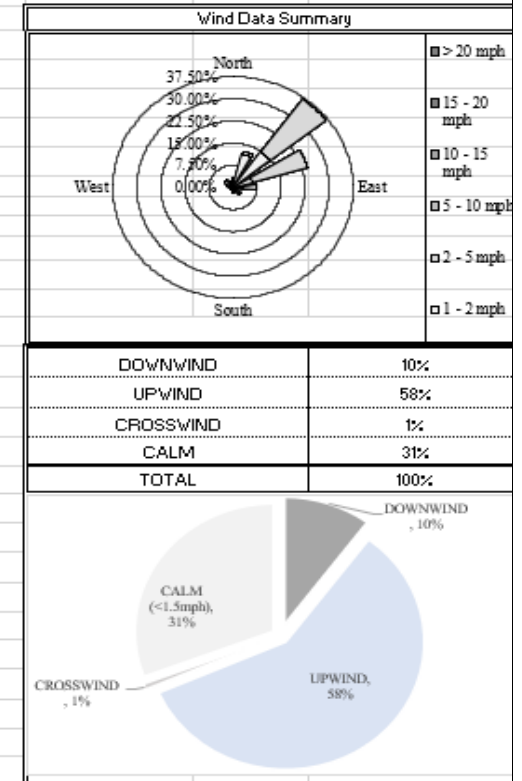 Wind Data Summary
North
37.50%
30.00%
22.50%
15.00%
7.50%
0.00%
West
East
South
> 20 mph
15 - 20
mph
10 - 15
mph
5 - 10 mph
2 - 5 mph
1 - 2 mph
DOWNWIND 10%
UPWIND 58%
CROSSWIND 1%
CALM 31%
TOTAL 100%
DOWNWIND
, 10%
CALM
(<1.5mph),
31%
CROSSWIND
, 1%
UPWIND,
58%